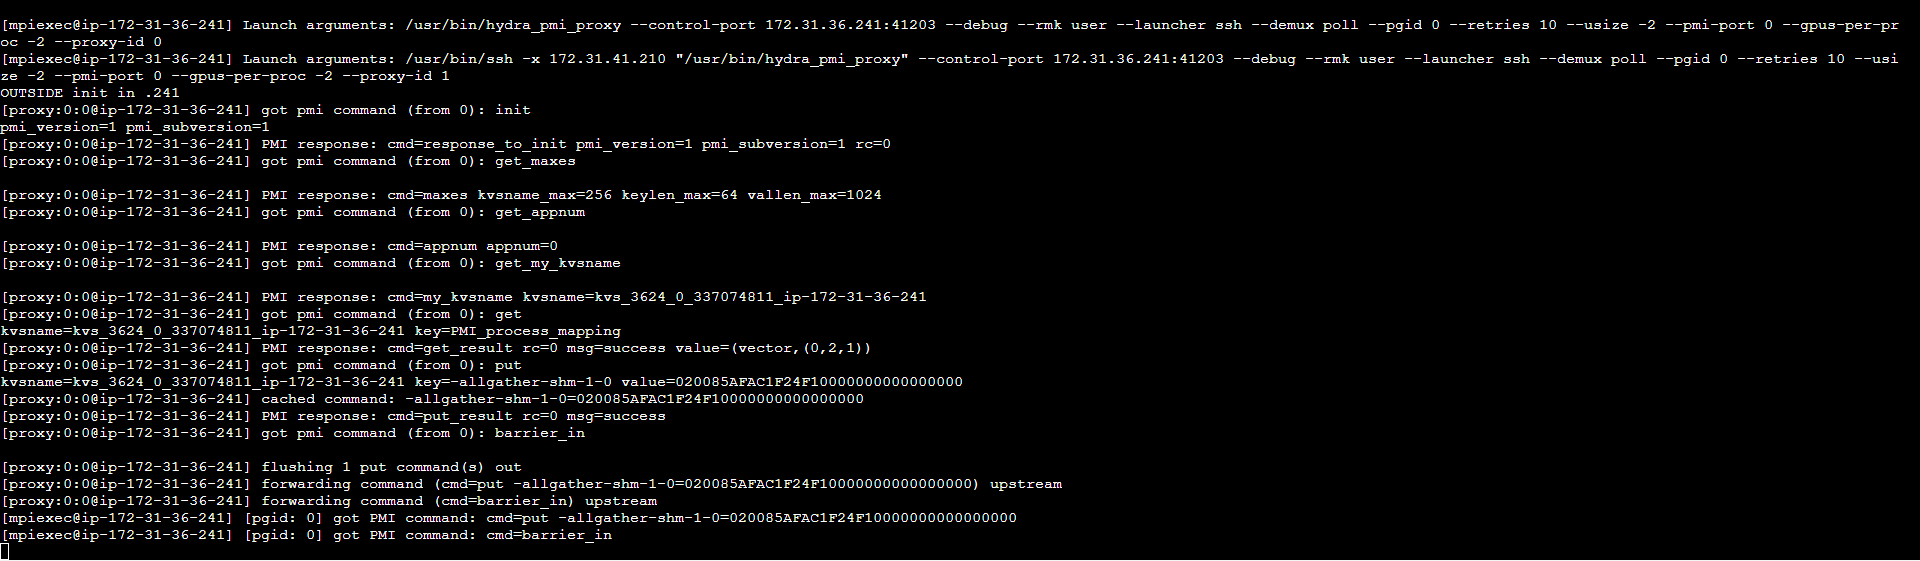 [mpiexec@ip-172-31-36-241] Launch arguments: /usr/bin/hydra_pmi_proxy --control-port 172.31.36.241:41203 --debug --rmk user --launcher ssh --demux poll --pgid 0 --retries 10 --usize -2 --pmi-port 0 --gpus-per-pr
oc -2 --proxy-id 0
[mpiexec@ip-172-31-36-241] Launch arguments: /usr/bin/ssh -x 172.31.41.210 "/usr/bin/hydra_pmi_proxy" --control-port 172.31.36.241:41203 --debug --rmk user --launcher ssh --demux poll --pgid 0 --retries 10 --usi
ze -2 --pmi-port 0 --gpus-per-proc -2 --proxy-id 1
OUTSIDE init in .241
[proxy:0:0@ip-172-31-36-241] got pmi command (from 0): init
pmi_version=1 pmi_subversion=1
[proxy:0:0@ip-172-31-36-241] PMI response: cmd=response_to_init pmi_version=1 pmi_subversion=1 rc=0
[proxy:0:0@ip-172-31-36-241] got pmi command (from 0): get_maxes
[proxy:0:0@ip-172-31-36-241] PMI response: cmd=maxes kvsname_max=256 keylen_max=64 vallen_max=1024
[proxy:0:0@ip-172-31-36-241] got pmi command (from 0): get_appnum
[proxy:0:0@ip-172-31-36-241] PMI response: cmd=appnum appnum=0
[proxy:0:0@ip-172-31-36-241] got pmi command (from 0): get_my_kvsname
[proxy:0:0@ip-172-31-36-241] PMI response: cmd=my_kvsname kvsname=kvs_3624_0_337074811_ip-172-31-36-241
[proxy:0:0@ip-172-31-36-241] got pmi command (from 0): get
kvsname=kvs_3624_0_337074811_ip-172-31-36-241 key=PMI_process_mapping
[proxy:0:0@ip-172-31-36-241] PMI response: cmd=get_result rc=0 msg=success value=(vector,(0,2,1))
[proxy:0:0@ip-172-31-36-241] got pmi command (from 0): put
kvsname=kvs_3624_0_337074811_ip-172-31-36-241 key=-allgather-shm-1-0 value=020085AFAC1F24F10000000000000000
[proxy:0:0@ip-172-31-36-241] cached command: -allgather-shm-1-0=020085AFAC1F24F10000000000000000
[proxy:0:0@ip-172-31-36-241] PMI response: cmd=put_result rc=0 msg=success
[proxy:0:0@ip-172-31-36-241] got pmi command (from 0): barrier_in
[proxy:0:0@ip-172-31-36-241] flushing 1 put command(s) out
[proxy:0:0@ip-172-31-36-241] forwarding command (cmd=put -allgather-shm-1-0=020085AFAC1F24F10000000000000000) upstream
[proxy:0:0@ip-172-31-36-241] forwarding command (cmd=barrier_in) upstream
[mpiexec@ip-172-31-36-241] [pgid: 0] got PMI command: cmd=put -allgather-shm-1-0=020085AFAC1F24F10000000000000000
[mpiexec@ip-172-31-36-241] [pgid: 0] got PMI command: cmd=barrier_in